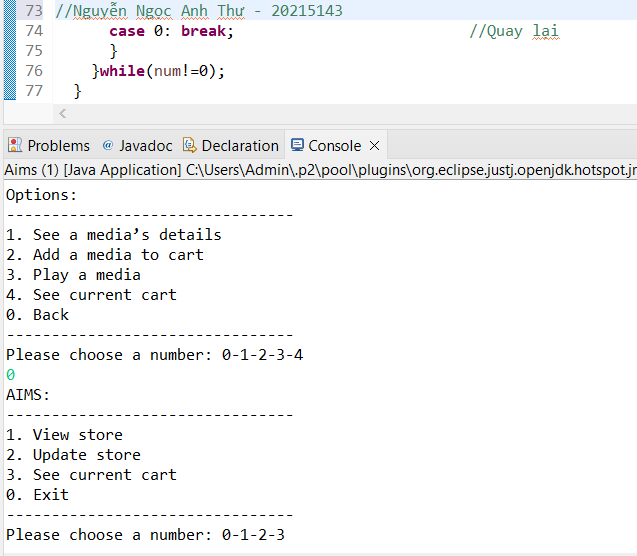 73 //Nguyễn Ngọc Anh Thư - 20215143
74 case 0: break; //Quay lại
75 }
76 }while(num!=0);
77 }
Problems @ Javadoc Declaration Console
Aims (1) [Java Application] C:\Users\Admin\.p2\pool\plugins\org.eclipse.justj.openjdk.hotspot.jr
Options:
--------------------------------
1. See a media’s details
2. Add a media to cart
3. Play a media
4. See current cart
0. Back
--------------------------------
Please choose a number: 0-1-2-3-4
0
AIMS:
--------------------------------
1. View store
2. Update store
3. See current cart
0. Exit
--------------------------------
Please choose a number: 0-1-2-3